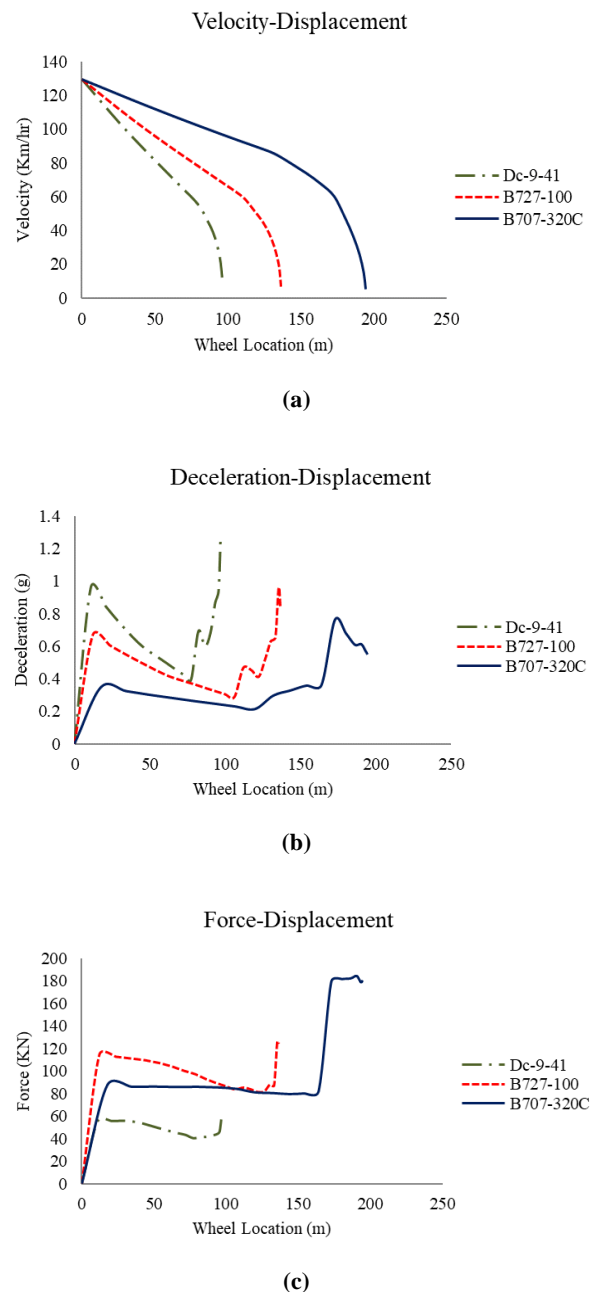 Velocity-Displacement
140
120
100
80
60
40
20
0
Velocity (Km/hr)
0 50 100 150 200 250
Wheel Location (m)
Dc-9-41
B727-100
B707-320C
(a)
Deceleration-Displacement
1.4
1.2
1
0.8
0.6
0.4
0.2
0
Deceleration (g)
0 50 100 150 200 250
Wheel Location (m)
Dc-9-41
B727-100
B707-320C
(b)
Force-Displacement
200
180
160
140
120
100
80
60
40
20
0
Force (KN)
0 50 100 150 200 250
Wheel Location (m)
Dc-9-41
B727-100
B707-320C
(c)